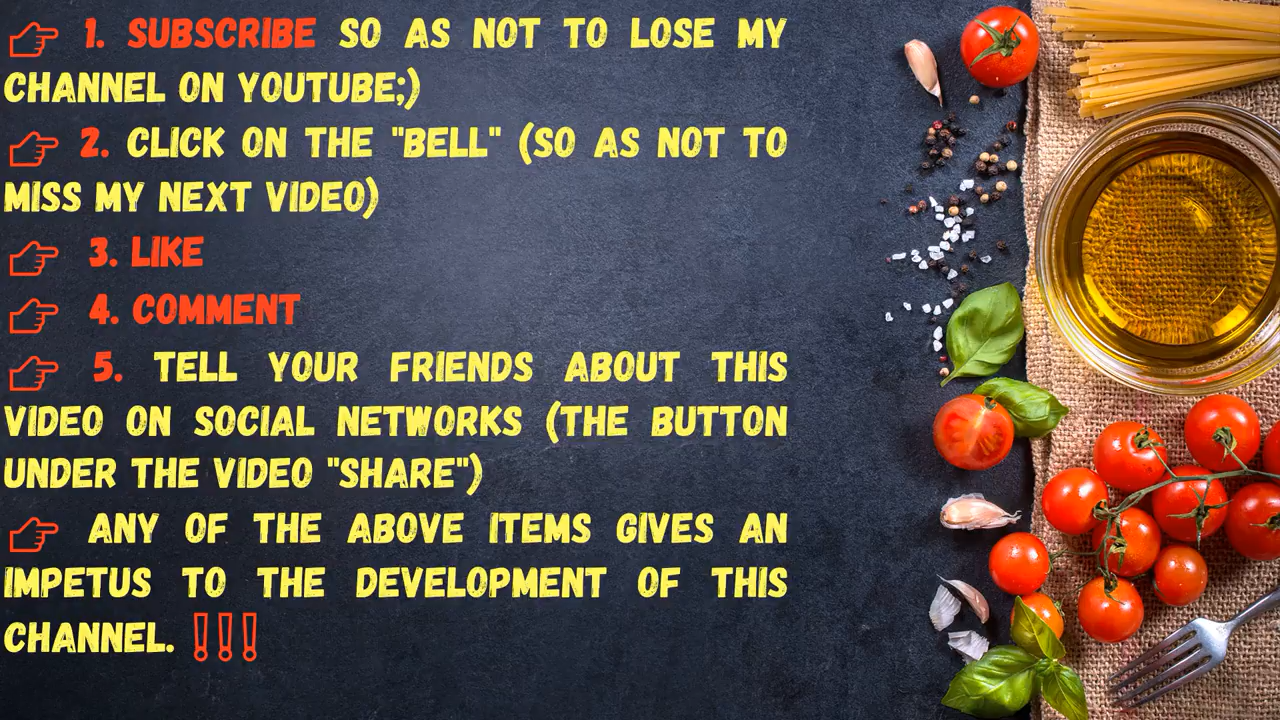 👉 1. SUBSCRIBE SO AS NOT TO LOSE MY
CHANNEL ON YOUTUBE;)
👉 2. CLICK ON THE "BELL" (SO AS NOT TO
MISS MY NEXT VIDEO)
👉 3. LIKE
👉 4. COMMENT
👉 5. TELL YOUR FRIENDS ABOUT THIS
VIDEO ON SOCIAL NETWORKS (THE BUTTON
UNDER THE VIDEO "SHARE")
👉 ANY OF THE ABOVE ITEMS GIVES AN
IMPETUS TO THE DEVELOPMENT OF THIS
CHANNEL. ❗❗❗